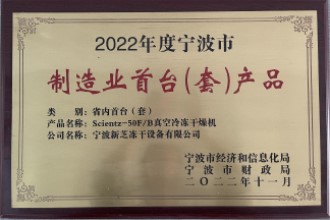 2022年度宁波市
制造业首台(套)产品
类 别：省内首台（套）
产品名称：Scientz-50F/B真空冷冻干燥机
公司名称：宁波新芝冻干设备有限公司
宁波市经济和信息化局
宁波市财政局
二〇二二年十一月